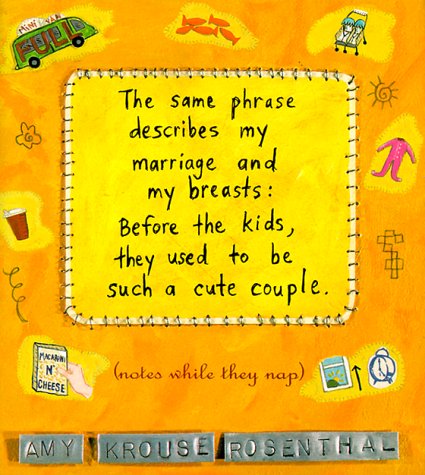 MINI VAN
FULL
The same phrase
describes my
marriage and
my breasts:
Before the kids,
they used to be
such a cute couple.
MACARONI
N'
CHEESE
(notes while they nap)
AMY KROUSE ROSENTHAL